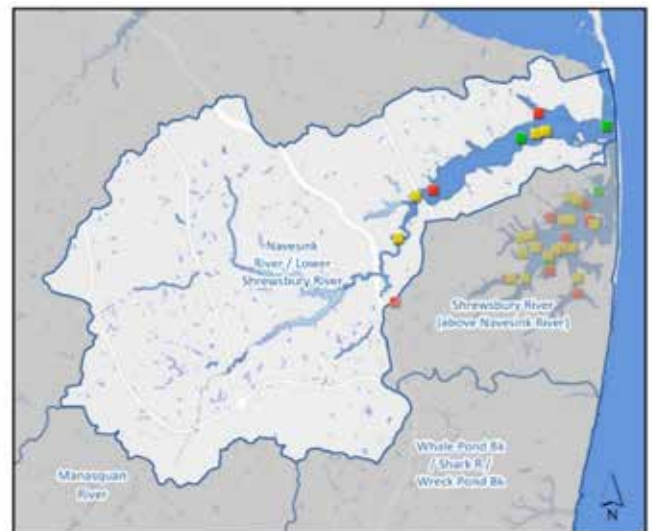 Navesink
River / Lower
Shrewsbury River
Shrewsbury River
(above Navesink River)
Whale Pond Bk
/ Shark R /
Wreck Pond Bk
Manasquan
River
N